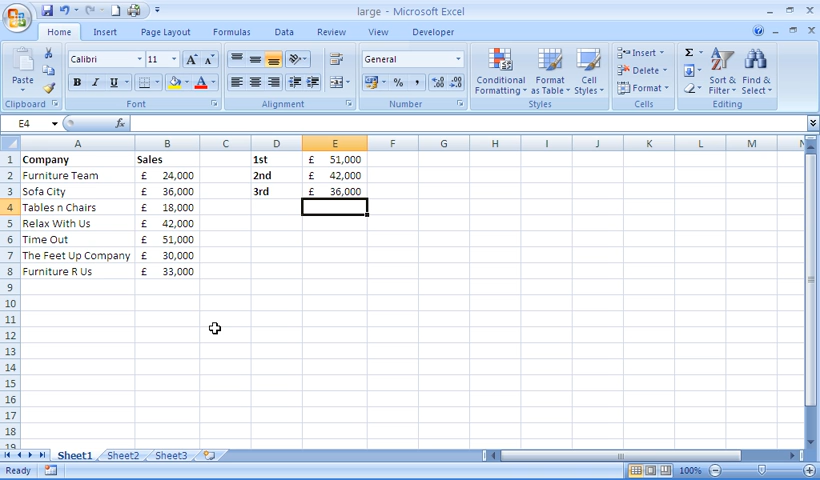 large - Microsoft Excel
Home Insert Page Layout Formulas Data Review View Developer
Paste
Clipboard
Calibri 11 A A
B I U A
Font
Alignment
General
% ,
Number
Conditional Formatting
Format as Table
Cell Styles
Styles
Insert
Delete
Format
Cells
Σ
Sort & Filter
Find & Select
Editing
E4 fx
A B C D E F G H I J K L M N
1 Company Sales 1st £ 51,000
2 Furniture Team £ 24,000 2nd £ 42,000
3 Sofa City £ 36,000 3rd £ 36,000
4 Tables n Chairs £ 18,000
5 Relax With Us £ 42,000
6 Time Out £ 51,000
7 The Feet Up Company £ 30,000
8 Furniture R Us £ 33,000
9
10
11
12
13
14
15
16
17
18
19
Sheet1 Sheet2 Sheet3
Ready 100%